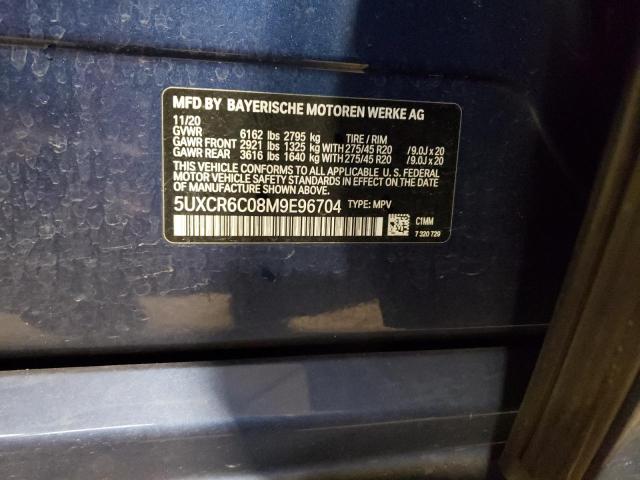 MFD BY BAYERISCHE MOTOREN WERKE AG
11/20
GVWR 6162 lbs 2795 kg TIRE / RIM
GAWR FRONT 2921 lbs 1325 kg WITH 275/45 R20 /9.0J x 20
GAWR REAR 3616 lbs 1640 kg WITH 275/45 R20 /9.0J x 20
THIS VEHICLE CONFORMS TO ALL APPLICABLE U. S. FEDERAL
MOTOR VEHICLE SAFETY STANDARDS IN EFFECT ON THE DATE OF
MANUFACTURE SHOWN ABOVE.
5UXCR6C08M9E96704 TYPE: MPV
C1MM
7 320 729